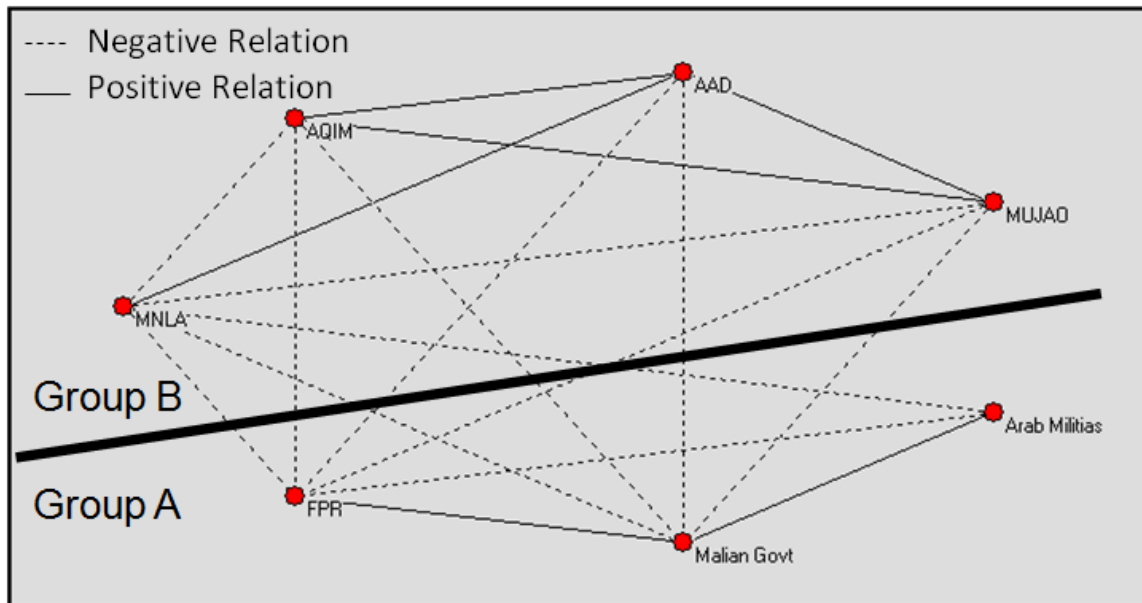 Negative Relation
Positive Relation
AAD
AQIM
MUJAO
MNLA
Group B
Arab Militias
Group A
FPR
Malian Govt